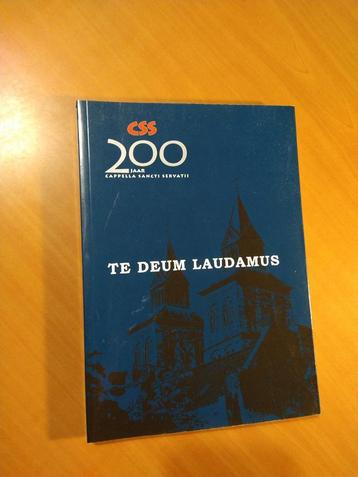 CSS
200
JAAR
CAPPELLA SANCTI SERVATII
TE DEUM LAUDAMUS